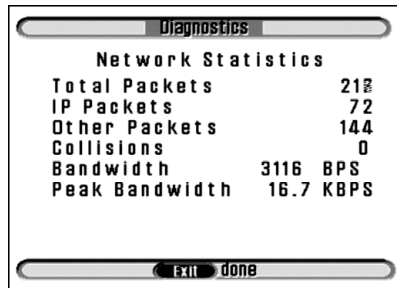 Diagnostics
Network Statistics
Total Packets
IP Packets 72
Other Packets 144
Collisions 0
Bandwidth 3116 BPS
Peak Bandwidth 16.7 KBPS
Exit done